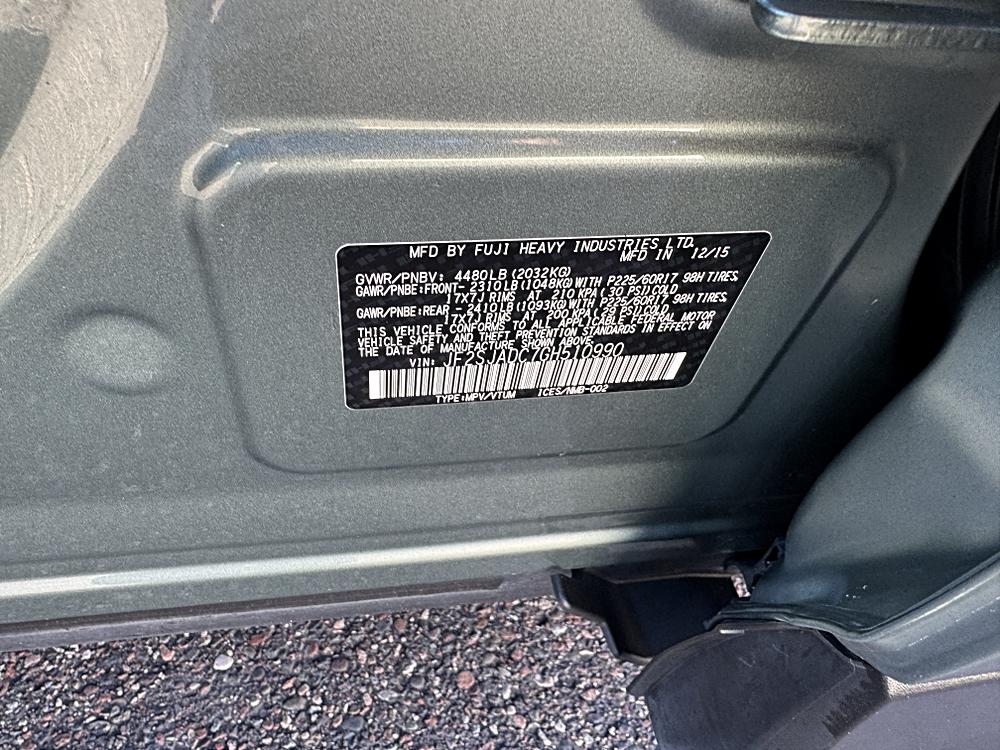 MFD BY FUJI HEAVY INDUSTRIES LTD.
MFD IN 12/15
GVWR/PNBV: 4480LB(2032KG)
GAWR/PNBE:FRONT- 2310LB(1048KG)WITH P225/60R17 98H TIRES
17X7J RIMS AT 210 KPA(30 PSI)COLD
GAWR/PNBE:REAR - 2410LB(1093KG)WITH P225/60R17 98H TIRES
17X7J RIMS AT 200 KPA(29 PSI)COLD
THIS VEHICLE CONFORMS TO ALL APPLICABLE FEDERAL MOTOR
VEHICLE SAFETY AND THEFT PREVENTION STANDARDS IN EFFECT ON
THE DATE OF MANUFACTURE SHOWN ABOVE.
VIN: JF2SJADC7GH510990
TYPE:MPV/VTUM ICES/NMB-002